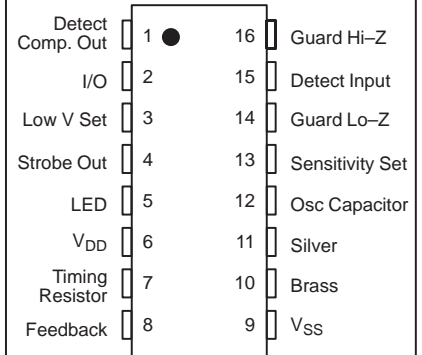 Detect
Comp. Out 1 16 Guard Hi–Z
I/O 2 15 Detect Input
Low V Set 3 14 Guard Lo–Z
Strobe Out 4 13 Sensitivity Set
LED 5 12 Osc Capacitor
VDD 6 11 Silver
Timing
Resistor 7 10 Brass
Feedback 8 9 VSS